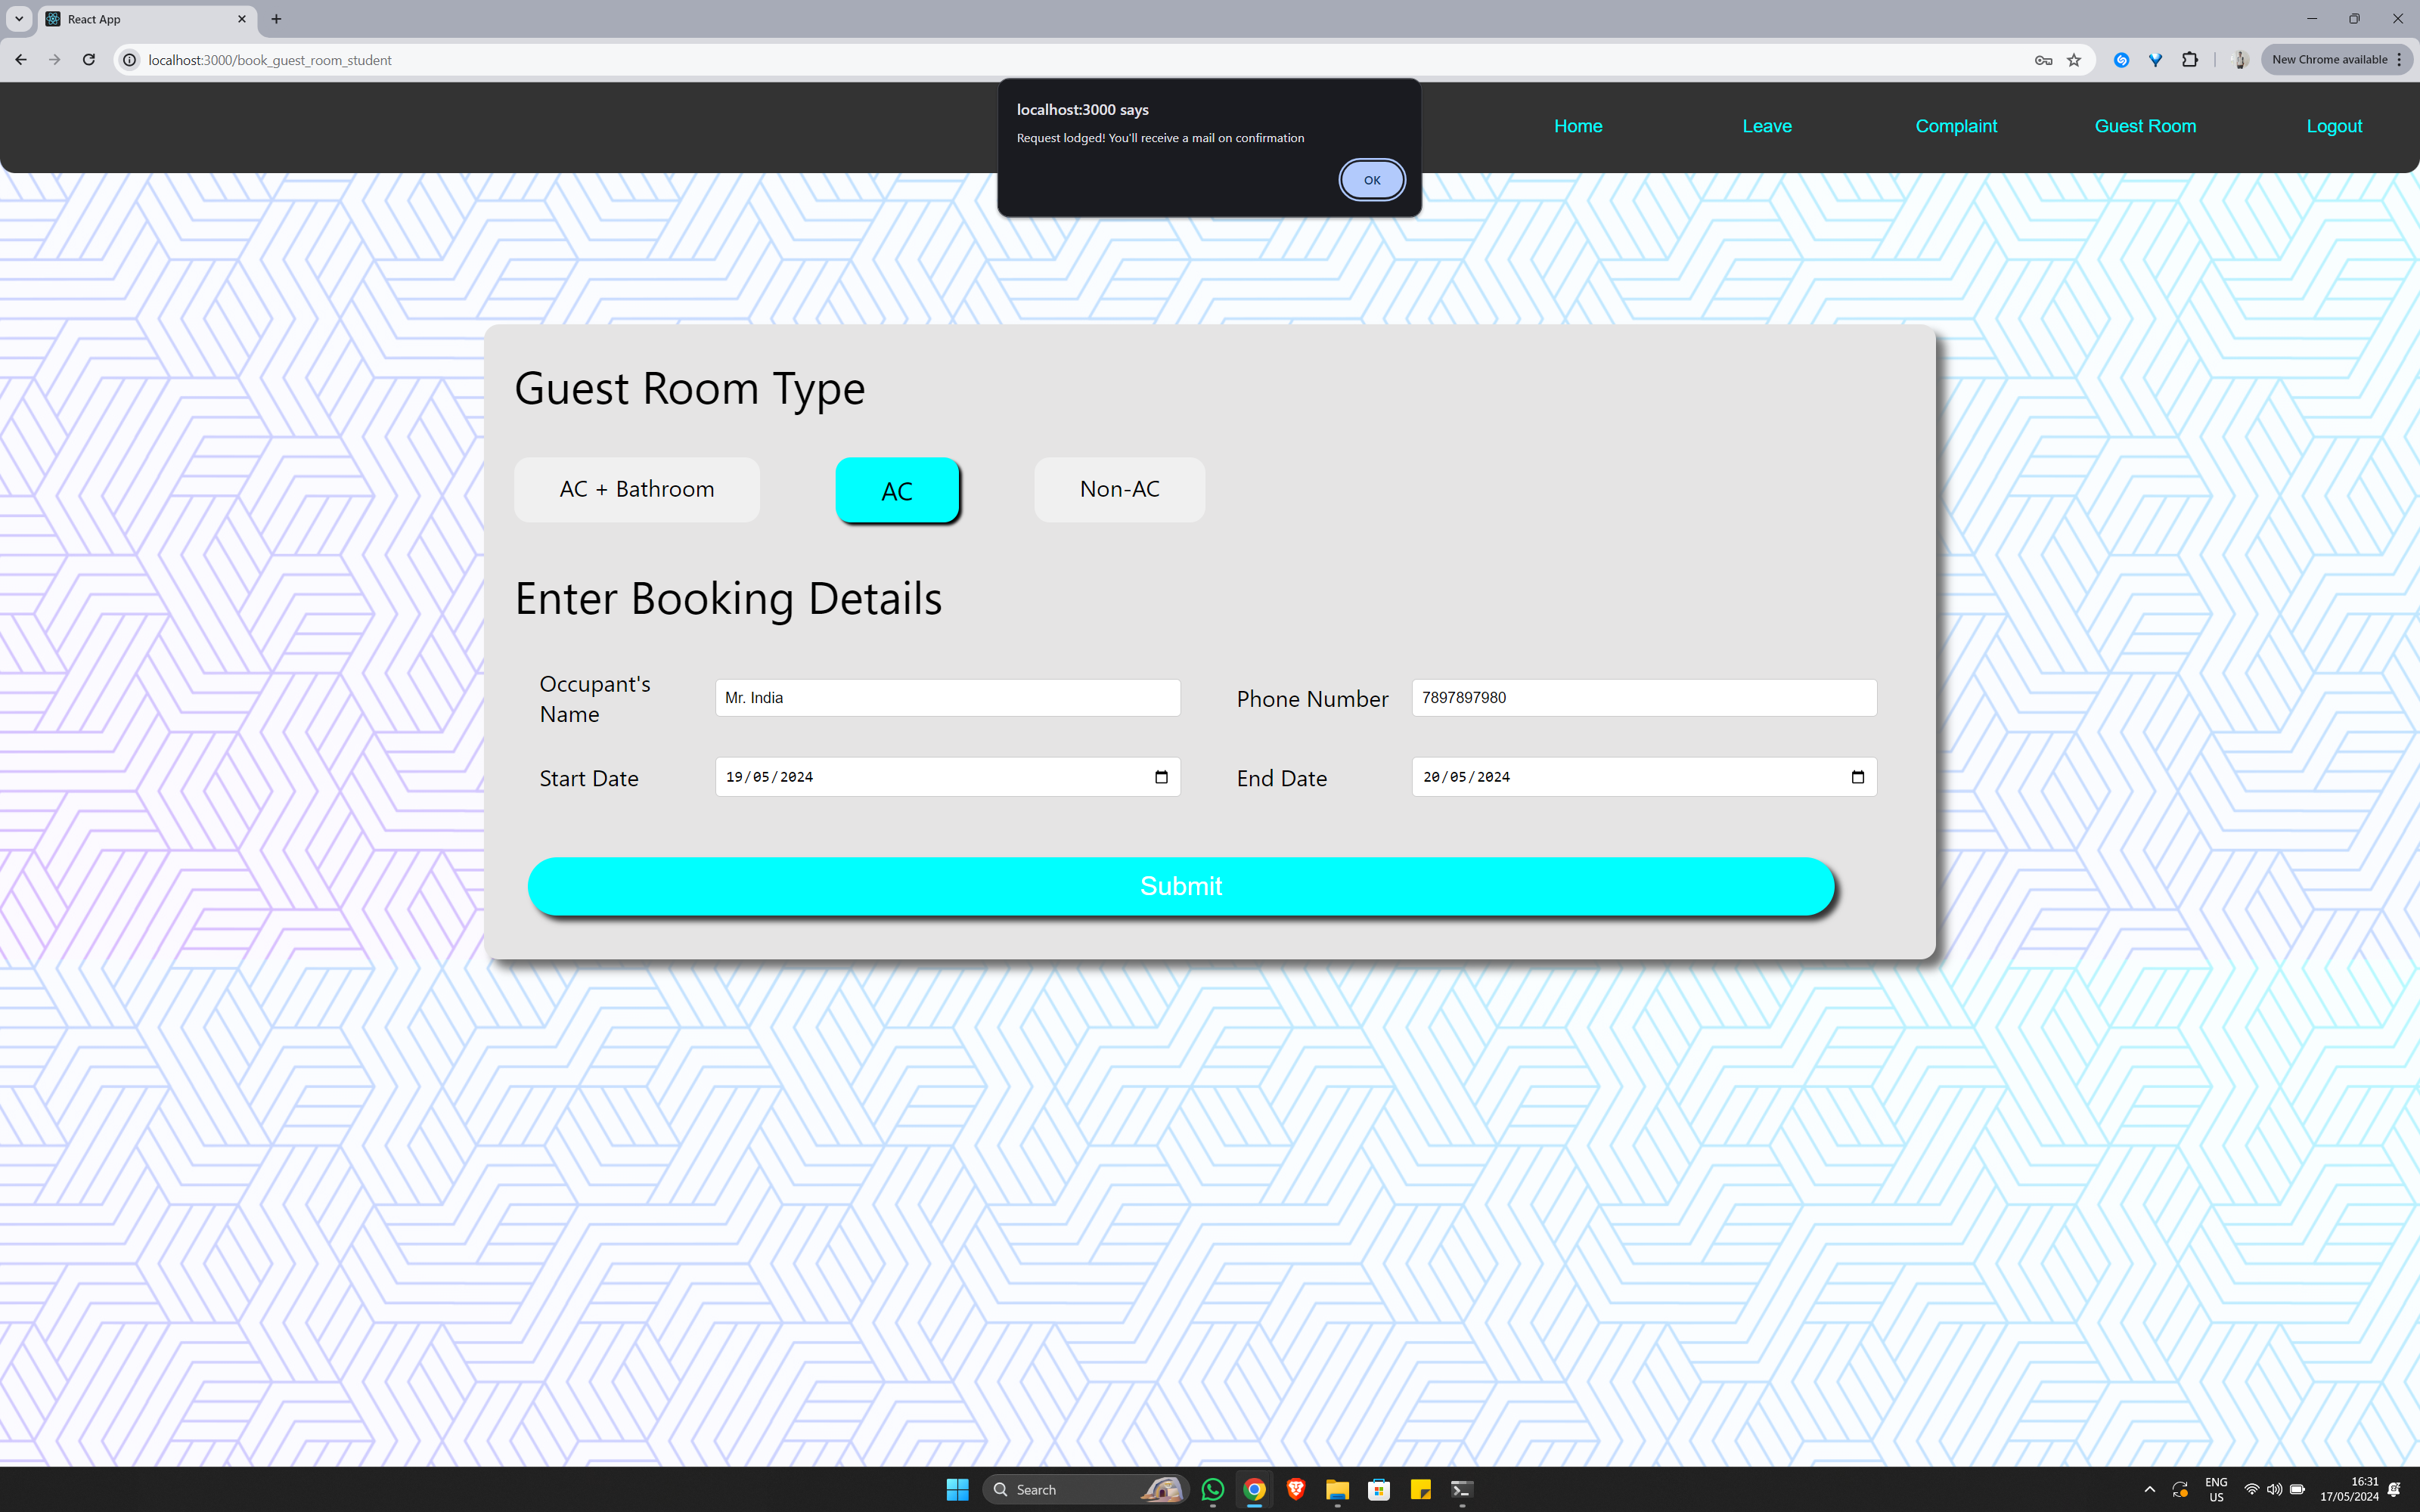 React App
localhost:3000/book_guest_room_student
New Chrome available
localhost:3000 says
Request lodged! You'll receive a mail on confirmation
OK
Home
Leave
Complaint
Guest Room
Logout
Guest Room Type
AC + Bathroom
AC
Non-AC
Enter Booking Details
Occupant's
Name
Mr. India
Phone Number
7897897980
Start Date
19/05/2024
End Date
20/05/2024
Submit
Search
ENG
US
16:31
17/05/2024